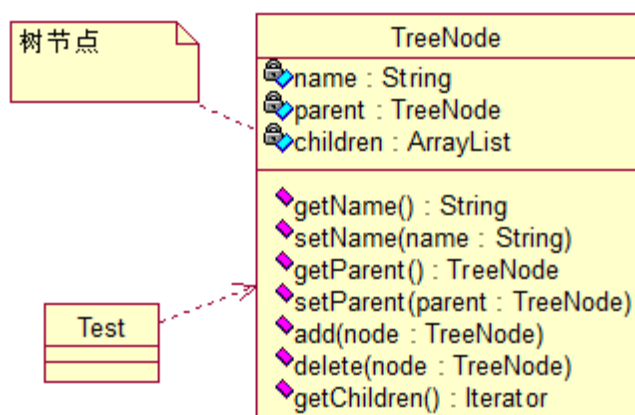 树节点
TreeNode
name : String
parent : TreeNode
children : ArrayList
getName() : String
setName(name : String)
getParent() : TreeNode
setParent(parent : TreeNode)
add(node : TreeNode)
delete(node : TreeNode)
getChildren() : Iterator
Test